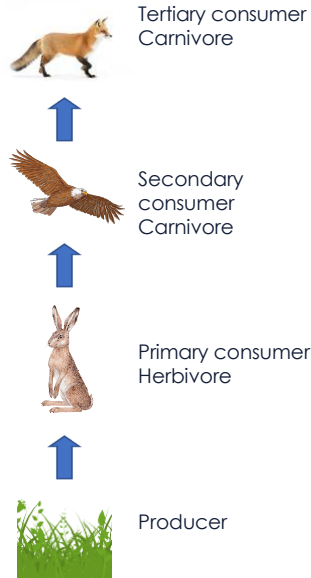 Tertiary consumer
Carnivore
Secondary
consumer
Carnivore
Primary consumer
Herbivore
Producer